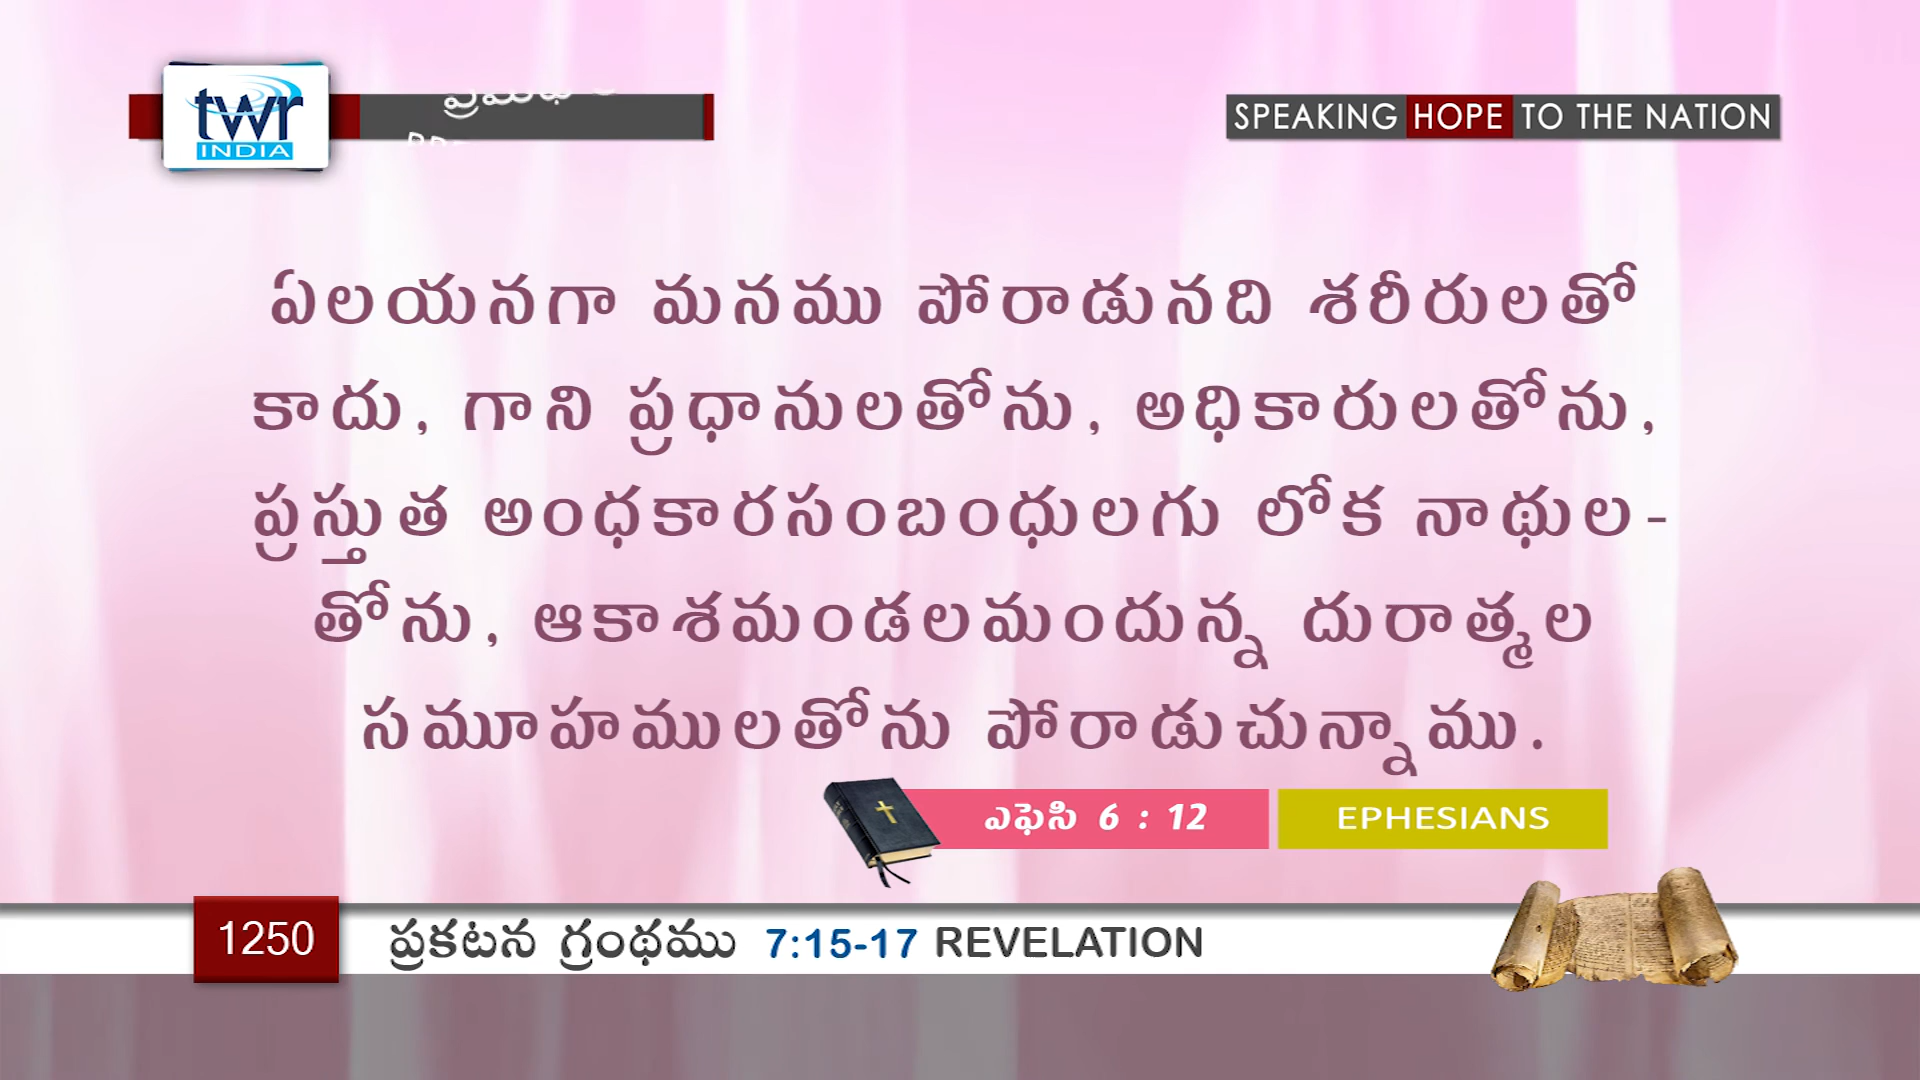 twr
INDIA
SPEAKING HOPE TO THE NATION
ఏలయనగా మనము పోరాడునది శరీరులతో
కాదు, గాని ప్రధానులతోను, అధికారులతోను,
ప్రస్తుత అంధకారసంబంధులగు లోక నాథుల-
తోను, ఆకాశమండలమందున్న దురాత్మల
సమూహములతోను పోరాడుచున్నాము.
ఎఫెసి 6 : 12 EPHESIANS
1250 ప్రకటన గ్రంథము 7:15-17 REVELATION